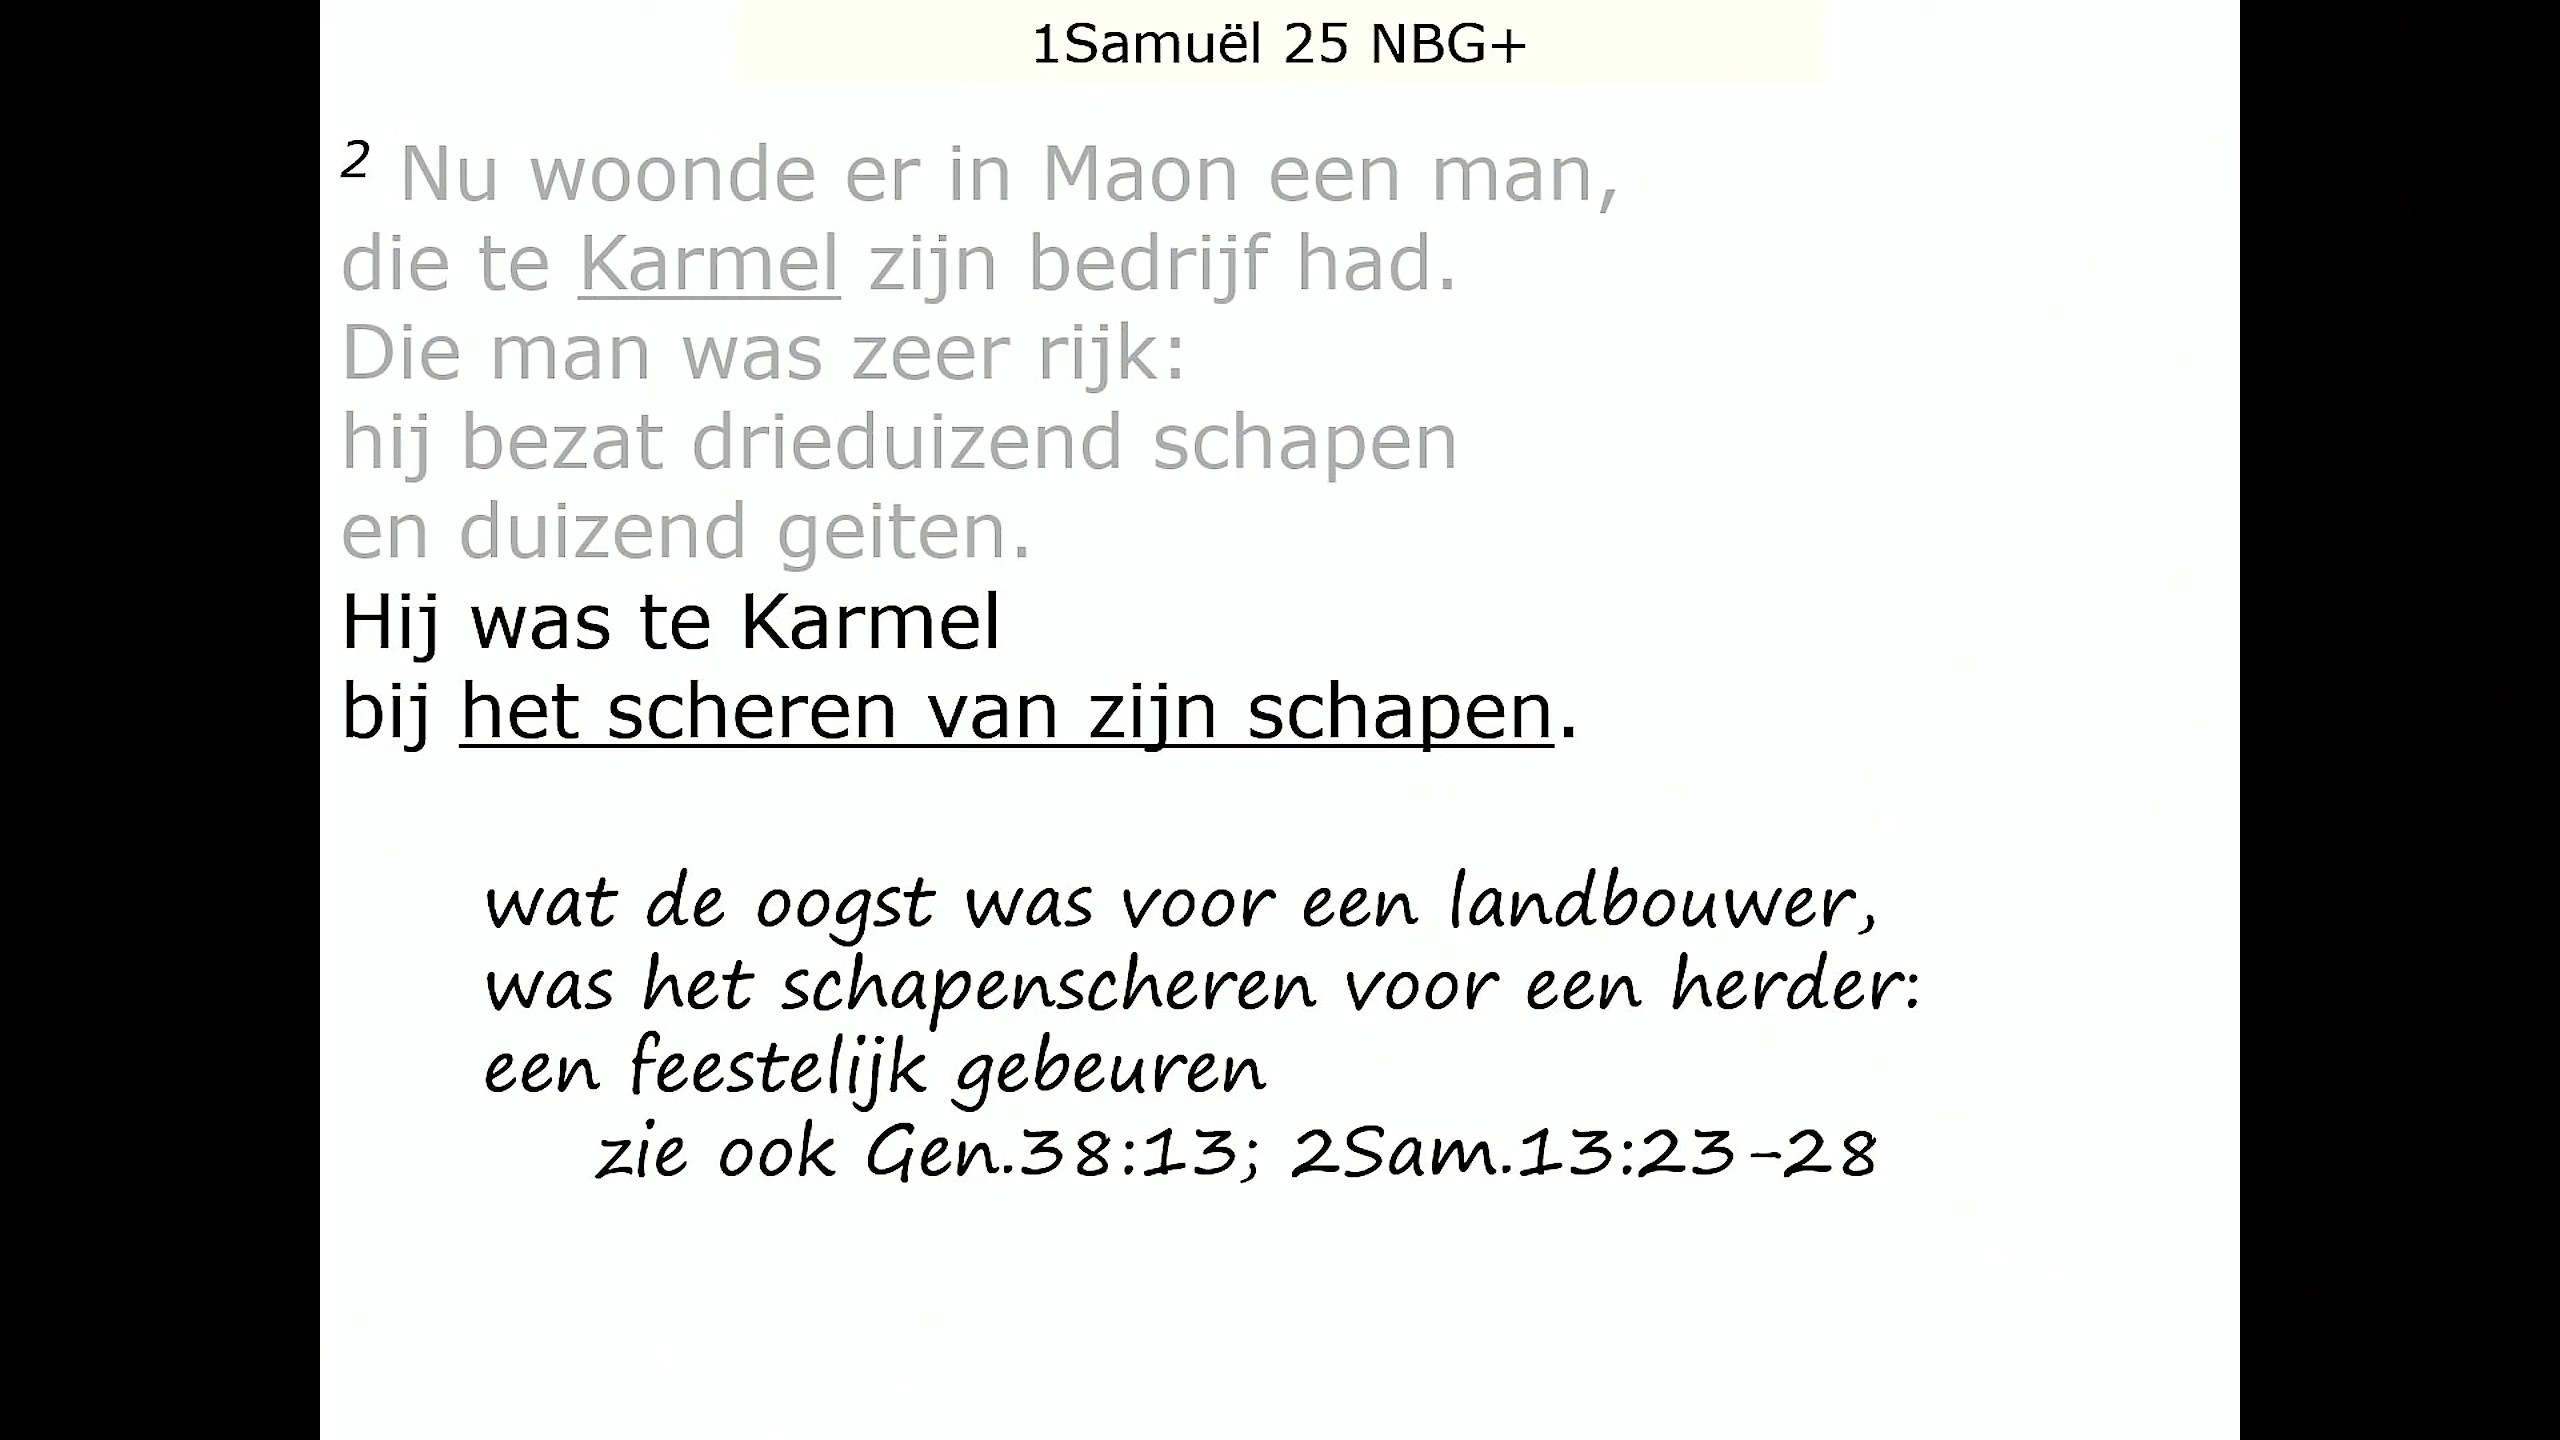 1Samuël 25 NBG+
2 Nu woonde er in Maon een man,
die te Karmel zijn bedrijf had.
Die man was zeer rijk:
hij bezat drieduizend schapen
en duizend geiten.
Hij was te Karmel
bij het scheren van zijn schapen.
wat de oogst was voor een landbouwer,
was het schapenscheren voor een herder:
een feestelijk gebeuren
zie ook Gen.38:13; 2Sam.13:23-28